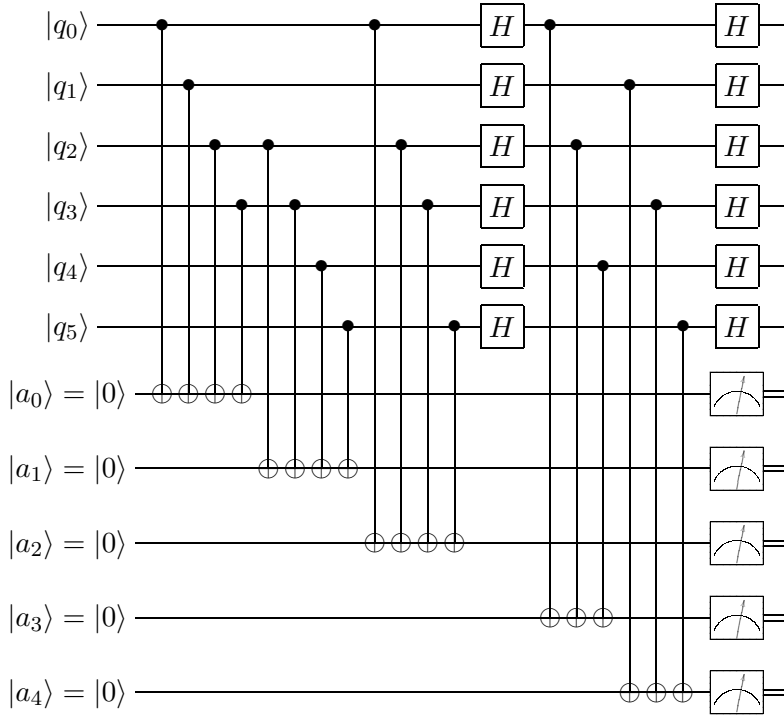 |q₀⟩ H H
|q₁⟩ H H
|q₂⟩ H H
|q₃⟩ H H
|q₄⟩ H H
|q₅⟩ H H
|a₀⟩ = |0⟩
|a₁⟩ = |0⟩
|a₂⟩ = |0⟩
|a₃⟩ = |0⟩
|a₄⟩ = |0⟩